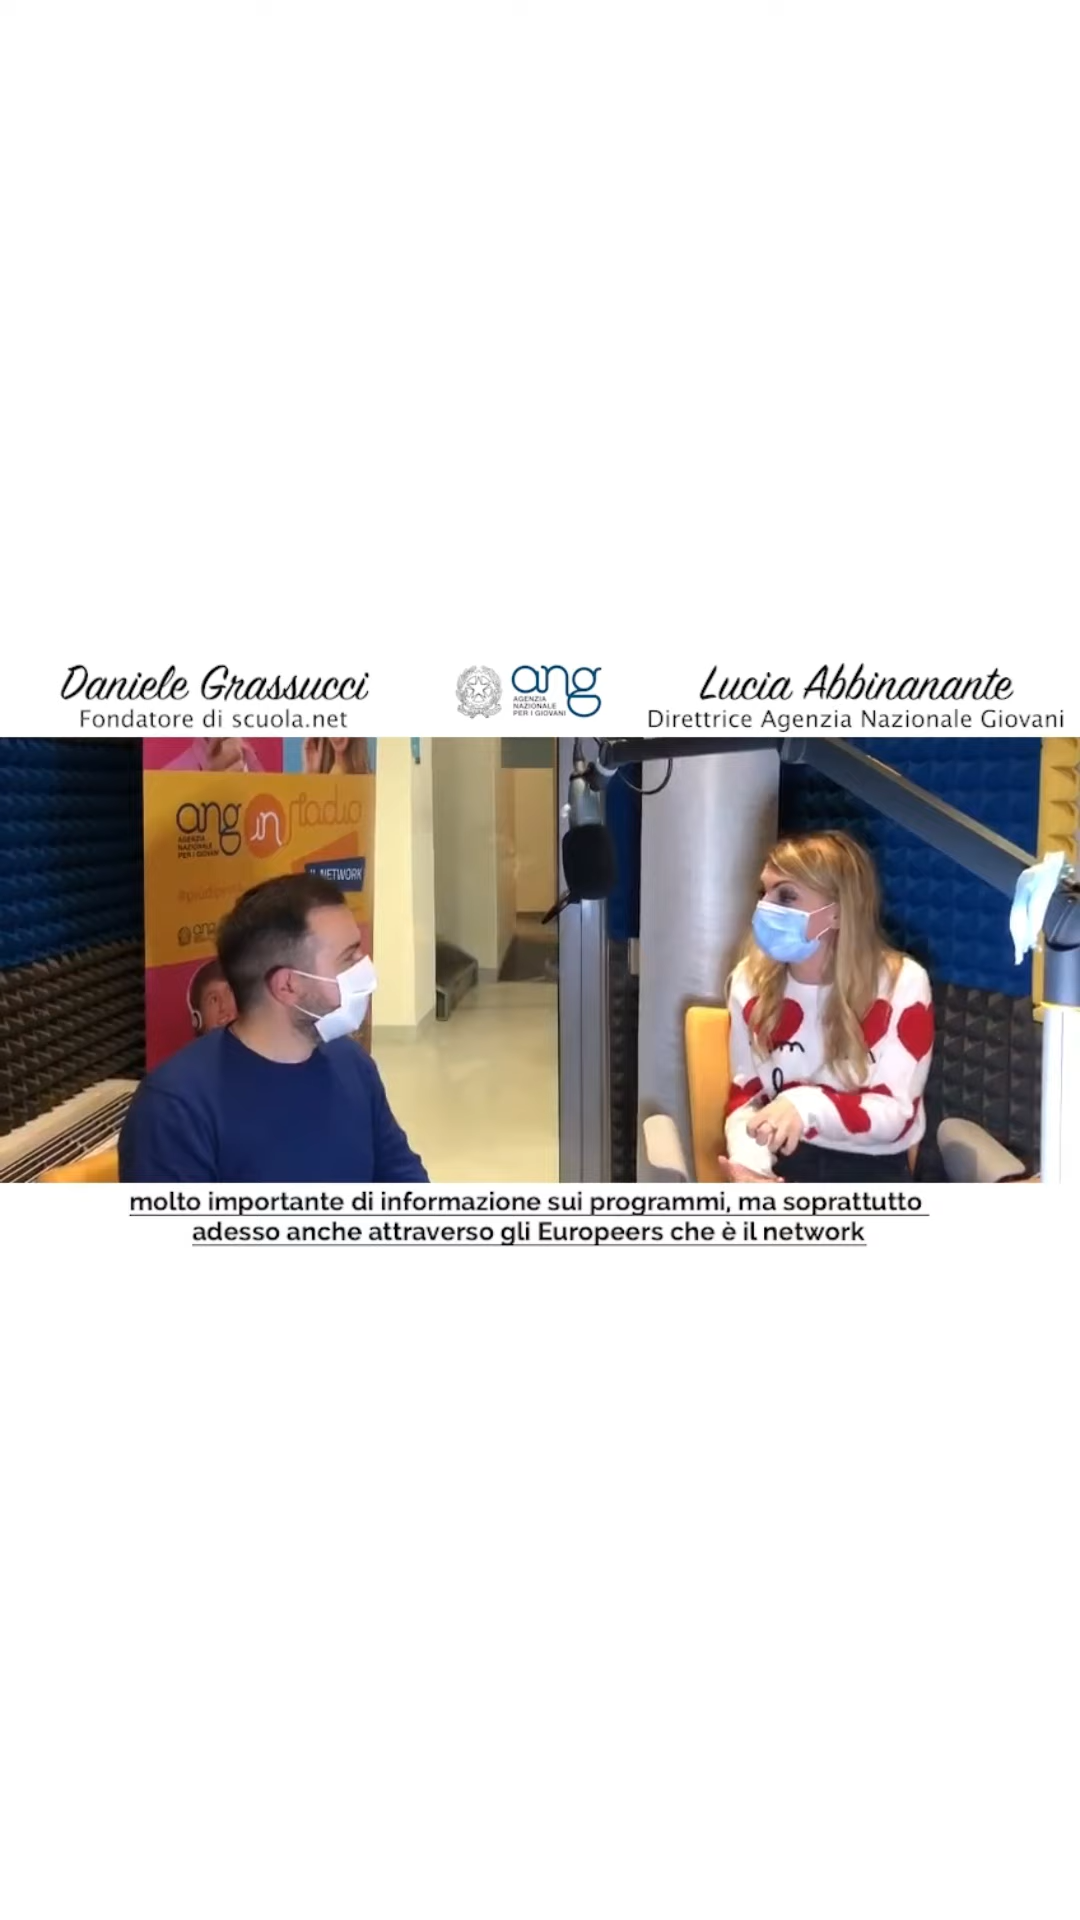 Daniele Grassucci
Fondatore di scuola.net
ang
AGENZIA
NAZIONALE
PER I GIOVANI
Lucia Abbinanante
Direttrice Agenzia Nazionale Giovani
ang in radio
AGENZIA
NAZIONALE
PER I GIOVANI
IL NETWORK
ang
molto importante di informazione sui programmi, ma soprattutto
adesso anche attraverso gli Europeers che è il network